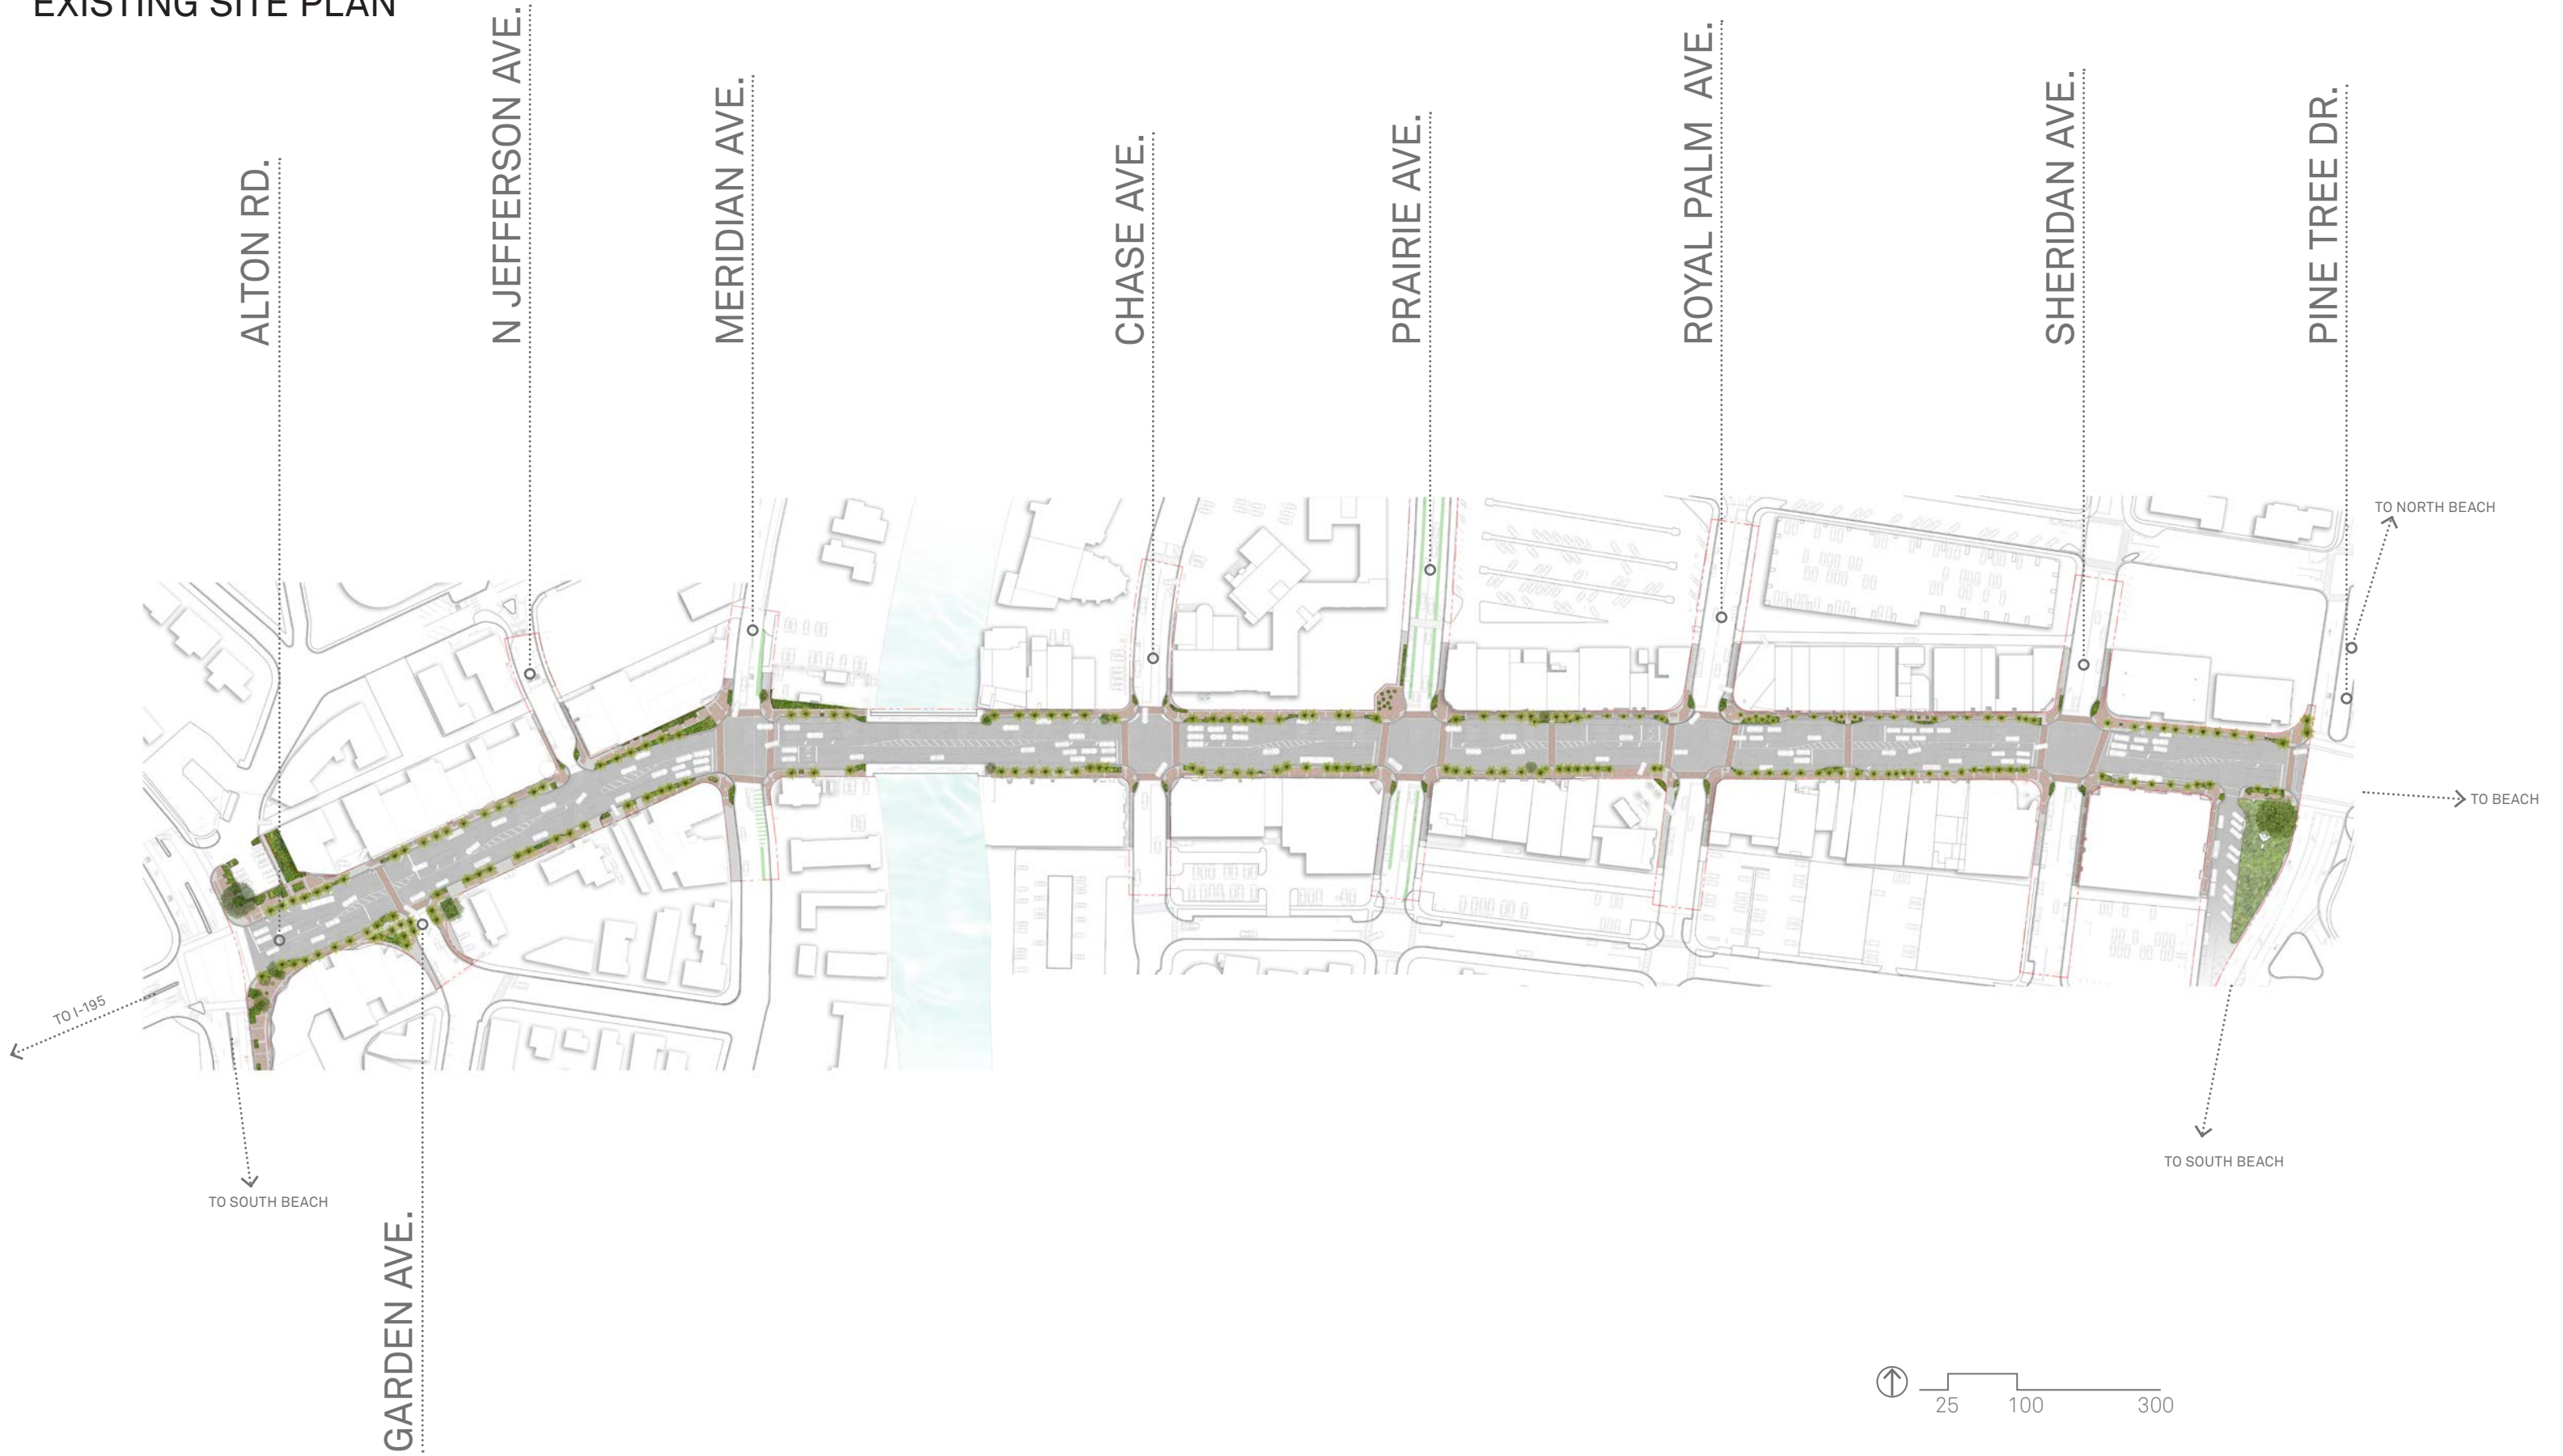 EXISTING SITE PLAN
ALTON RD.
N JEFFERSON AVE.
MERIDIAN AVE.
CHASE AVE.
PRAIRIE AVE.
ROYAL PALM AVE.
SHERIDAN AVE.
PINE TREE DR.
TO NORTH BEACH
TO BEACH
TO I-195
TO SOUTH BEACH
TO SOUTH BEACH
GARDEN AVE.
25 100 300